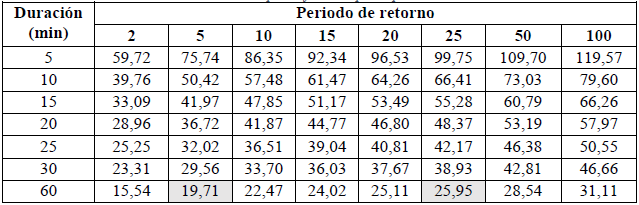 Duración (min) Periodo de retorno
2 5 10 15 20 25 50 100
5 59,72 75,74 86,35 92,34 96,53 99,75 109,70 119,57
10 39,76 50,42 57,48 61,47 64,26 66,41 73,03 79,60
15 33,09 41,97 47,85 51,17 53,49 55,28 60,79 66,26
20 28,96 36,72 41,87 44,77 46,80 48,37 53,19 57,97
25 25,25 32,02 36,51 39,04 40,81 42,17 46,38 50,55
30 23,31 29,56 33,70 36,03 37,67 38,93 42,81 46,66
60 15,54 19,71 22,47 24,02 25,11 25,95 28,54 31,11